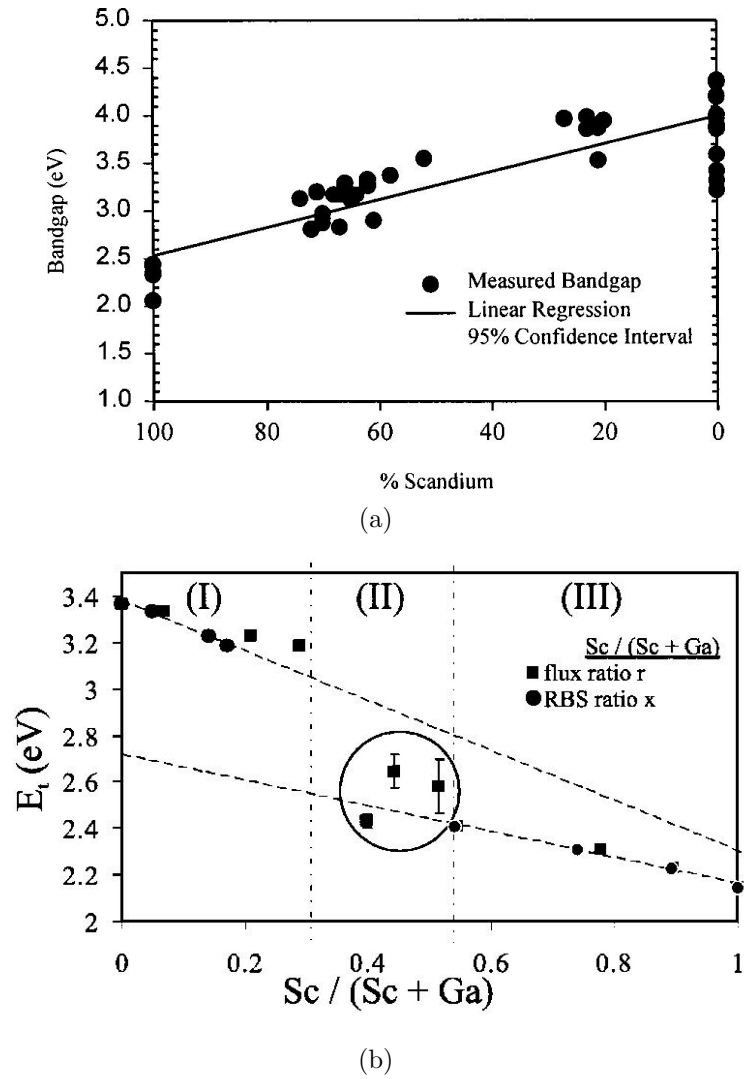 5.0
4.5
4.0
3.5
3.0
2.5
2.0
1.5
1.0
Bandgap (eV)
Measured Bandgap
Linear Regression
95% Confidence Interval
100
80
60
40
20
0
% Scandium
(a)
3.4
3.2
3
2.8
2.6
2.4
2.2
2
E_t (eV)
(I)
(II)
(III)
Sc / (Sc + Ga)
flux ratio r
RBS ratio x
0
0.2
0.4
0.6
0.8
1
Sc / (Sc + Ga)
(b)